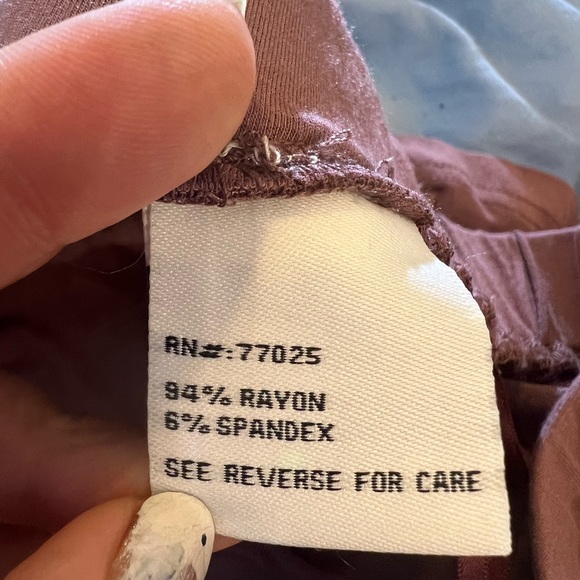 RN#:77025
94% RAYON
6% SPANDEX
SEE REVERSE FOR CARE